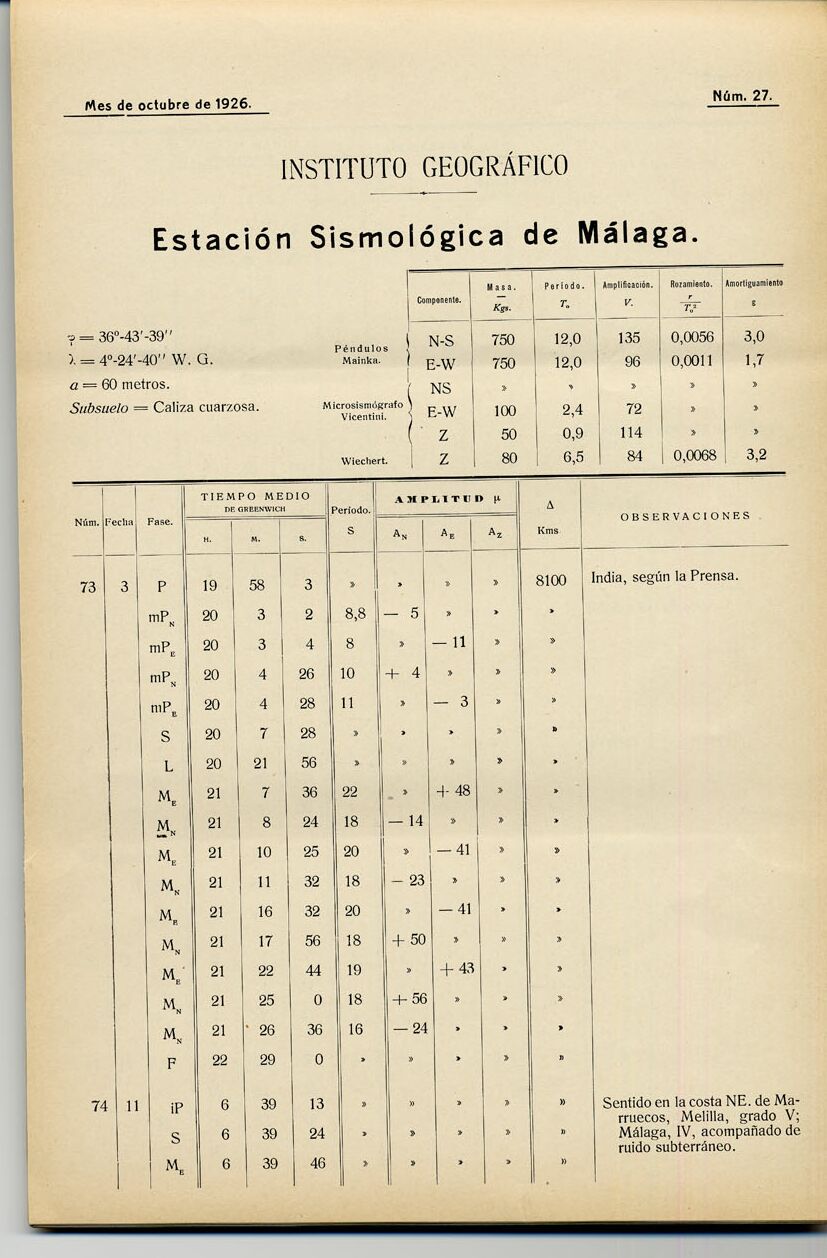 Mes de octubre de 1926.
Núm. 27.
INSTITUTO GEOGRÁFICO
Estación Sismológica de Málaga.
φ = 36º-43'-39''
λ = 4º-24'-40'' W. G.
a = 60 metros.
Subsuelo = Caliza cuarzosa.
Componente. Masa. Kgs. Período. T₀ Amplificación. V. Rozamiento. r/T₀² Amortiguamiento ε
Péndulos Mainka. N-S 750 12,0 135 0,0056 3,0
E-W 750 12,0 96 0,0011 1,7
Microsismógrafo Vicentini. NS » » » » »
E-W 100 2,4 72 » »
Z 50 0,9 114 » »
Wiechert. Z 80 6,5 84 0,0068 3,2
Núm. Fecha Fase. TIEMPO MEDIO DE GREENWICH Período. AMPLITUD µ Δ OBSERVACIONES
H. M. S. S A_N A_E A_Z Kms
73 3 P 19 58 3 » » » » 8100 India, según la Prensa.
mP_N 20 3 2 8,8 — 5 » » »
mP_E 20 3 4 8 » — 11 » »
mP_N 20 4 26 10 + 4 » » »
mP_E 20 4 28 11 » — 3 » »
S 20 7 28 » » » » »
L 20 21 56 » » » » »
M_E 21 7 36 22 » + 48 » »
M_N 21 8 24 18 — 14 » » »
M_E 21 10 25 20 » — 41 » »
M_N 21 11 32 18 — 23 » » »
M_E 21 16 32 20 » — 41 » »
M_N 21 17 56 18 + 50 » » »
M_E 21 22 44 19 » + 43 » »
M_N 21 25 0 18 + 56 » » »
M_N 21 26 36 16 — 24 » » »
F 22 29 0 » » » » »
74 11 iP 6 39 13 » » » » » Sentido en la costa NE. de Ma-
rruecos, Melilla, grado V;
S 6 39 24 » » » » » Málaga, IV, acompañado de
ruido subterráneo.
M_E 6 39 46 » » » » »